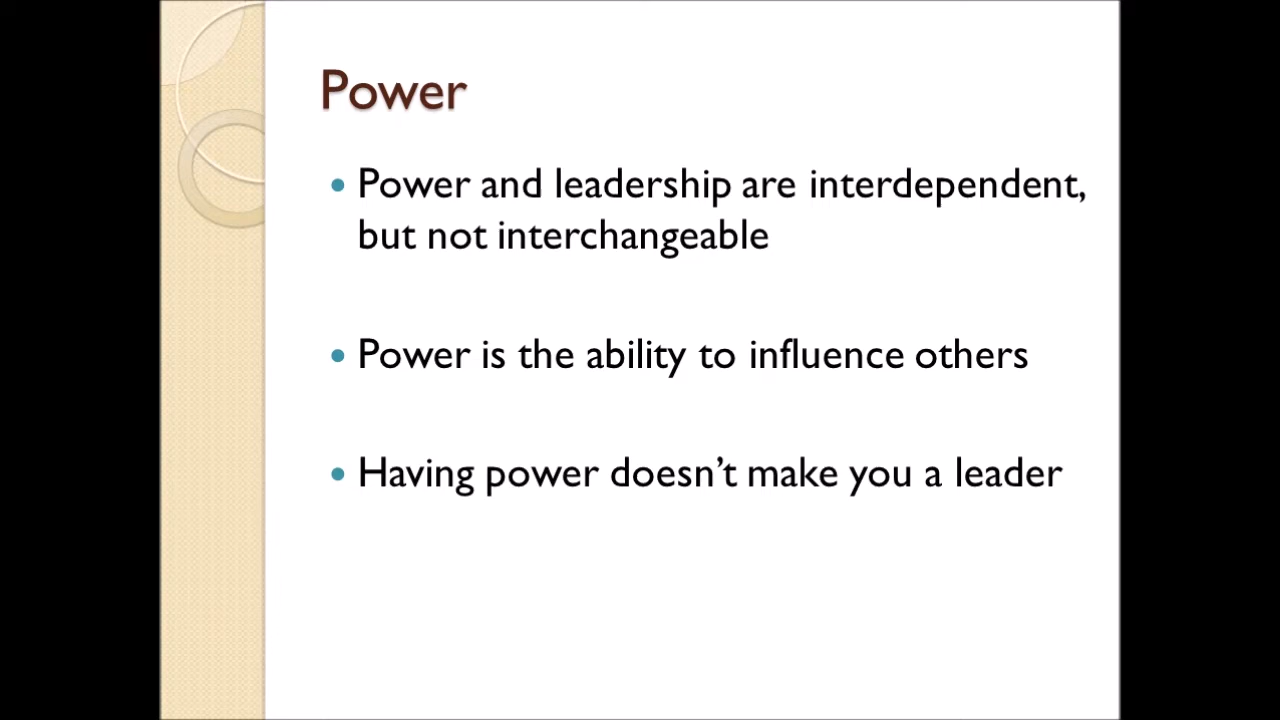 Power
• Power and leadership are interdependent,
but not interchangeable
• Power is the ability to influence others
• Having power doesn’t make you a leader